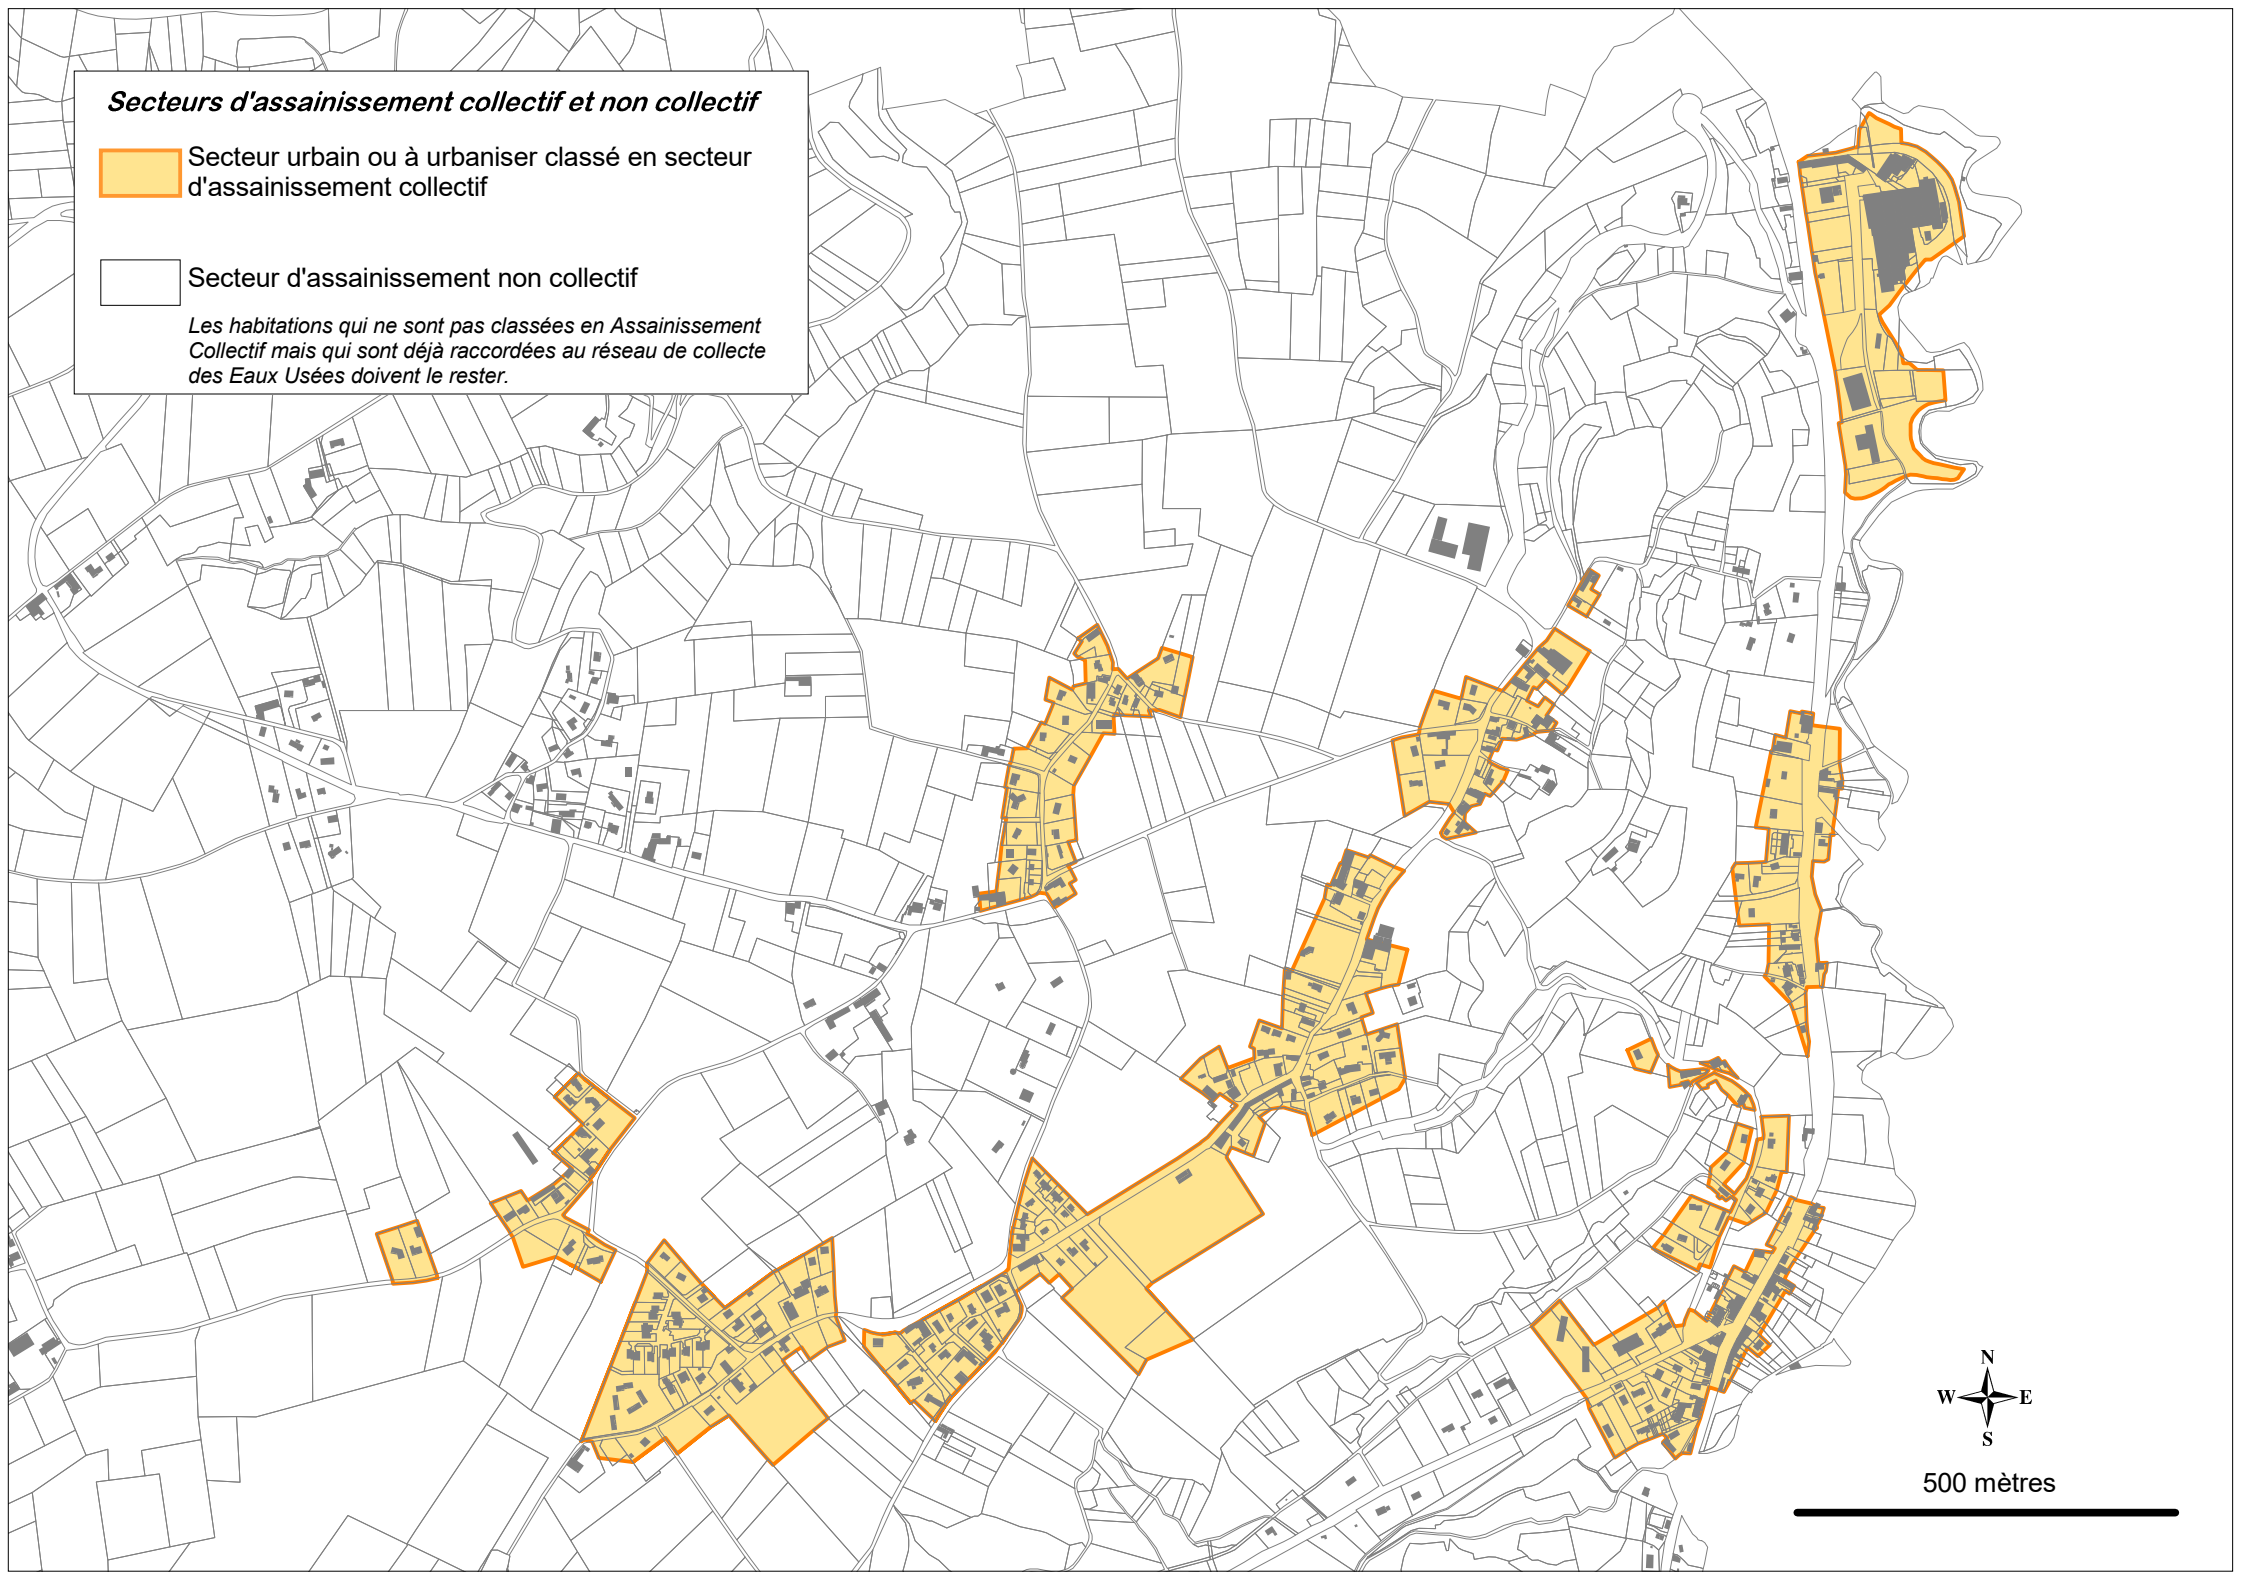 Secteurs d'assainissement collectif et non collectif
Secteur urbain ou à urbaniser classé en secteur
d'assainissement collectif
Secteur d'assainissement non collectif
Les habitations qui ne sont pas classées en Assainissement
Collectif mais qui sont déjà raccordées au réseau de collecte
des Eaux Usées doivent le rester.
N
W E
S
500 mètres